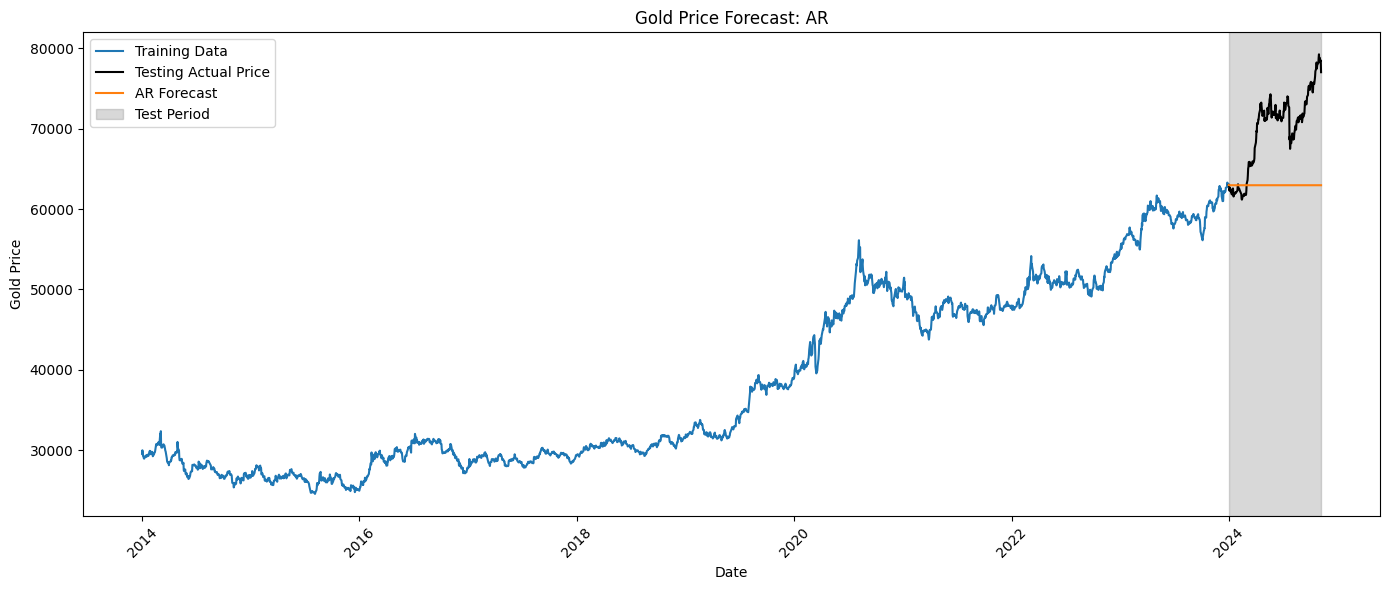 Gold Price Forecast: AR
Training Data
Testing Actual Price
AR Forecast
Test Period
Gold Price
80000
70000
60000
50000
40000
30000
2014
2016
2018
2020
2022
2024
Date